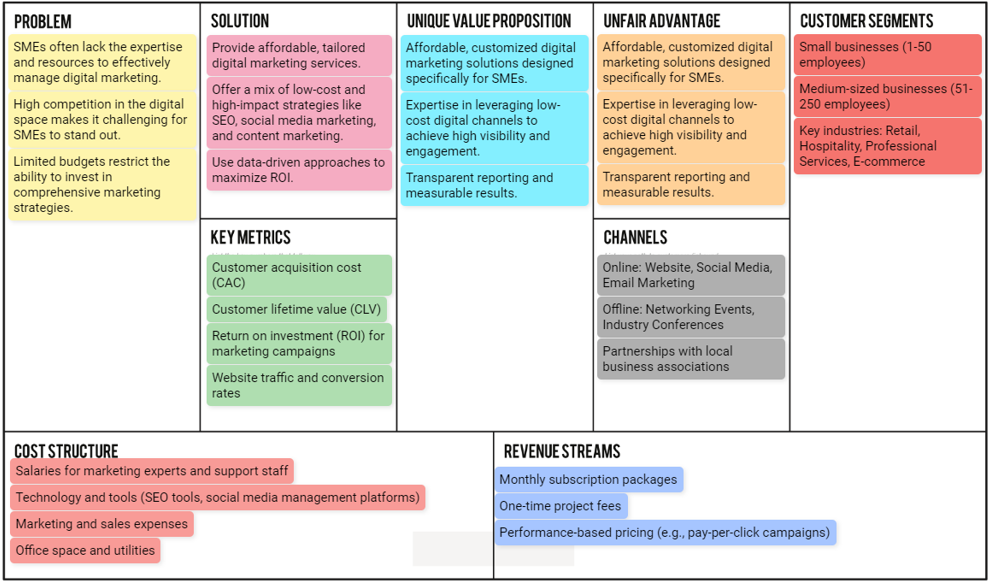 PROBLEM
SMEs often lack the expertise
and resources to effectively
manage digital marketing.
High competition in the digital
space makes it challenging for
SMEs to stand out.
Limited budgets restrict the
ability to invest in
comprehensive marketing
strategies.
SOLUTION
Provide affordable, tailored
digital marketing services.
Offer a mix of low-cost and
high-impact strategies like
SEO, social media marketing,
and content marketing.
Use data-driven approaches to
maximize ROI.
KEY METRICS
Customer acquisition cost
(CAC)
Customer lifetime value (CLV)
Return on investment (ROI) for
marketing campaigns
Website traffic and conversion
rates
UNIQUE VALUE PROPOSITION
Affordable, customized digital
marketing solutions designed
specifically for SMEs.
Expertise in leveraging low-
cost digital channels to
achieve high visibility and
engagement.
Transparent reporting and
measurable results.
UNFAIR ADVANTAGE
Affordable, customized digital
marketing solutions designed
specifically for SMEs.
Expertise in leveraging low-
cost digital channels to
achieve high visibility and
engagement.
Transparent reporting and
measurable results.
CHANNELS
Online: Website, Social Media,
Email Marketing
Offline: Networking Events,
Industry Conferences
Partnerships with local
business associations
CUSTOMER SEGMENTS
Small businesses (1-50
employees)
Medium-sized businesses (51-
250 employees)
Key industries: Retail,
Hospitality, Professional
Services, E-commerce
COST STRUCTURE
Salaries for marketing experts and support staff
Technology and tools (SEO tools, social media management platforms)
Marketing and sales expenses
Office space and utilities
REVENUE STREAMS
Monthly subscription packages
One-time project fees
Performance-based pricing (e.g., pay-per-click campaigns)